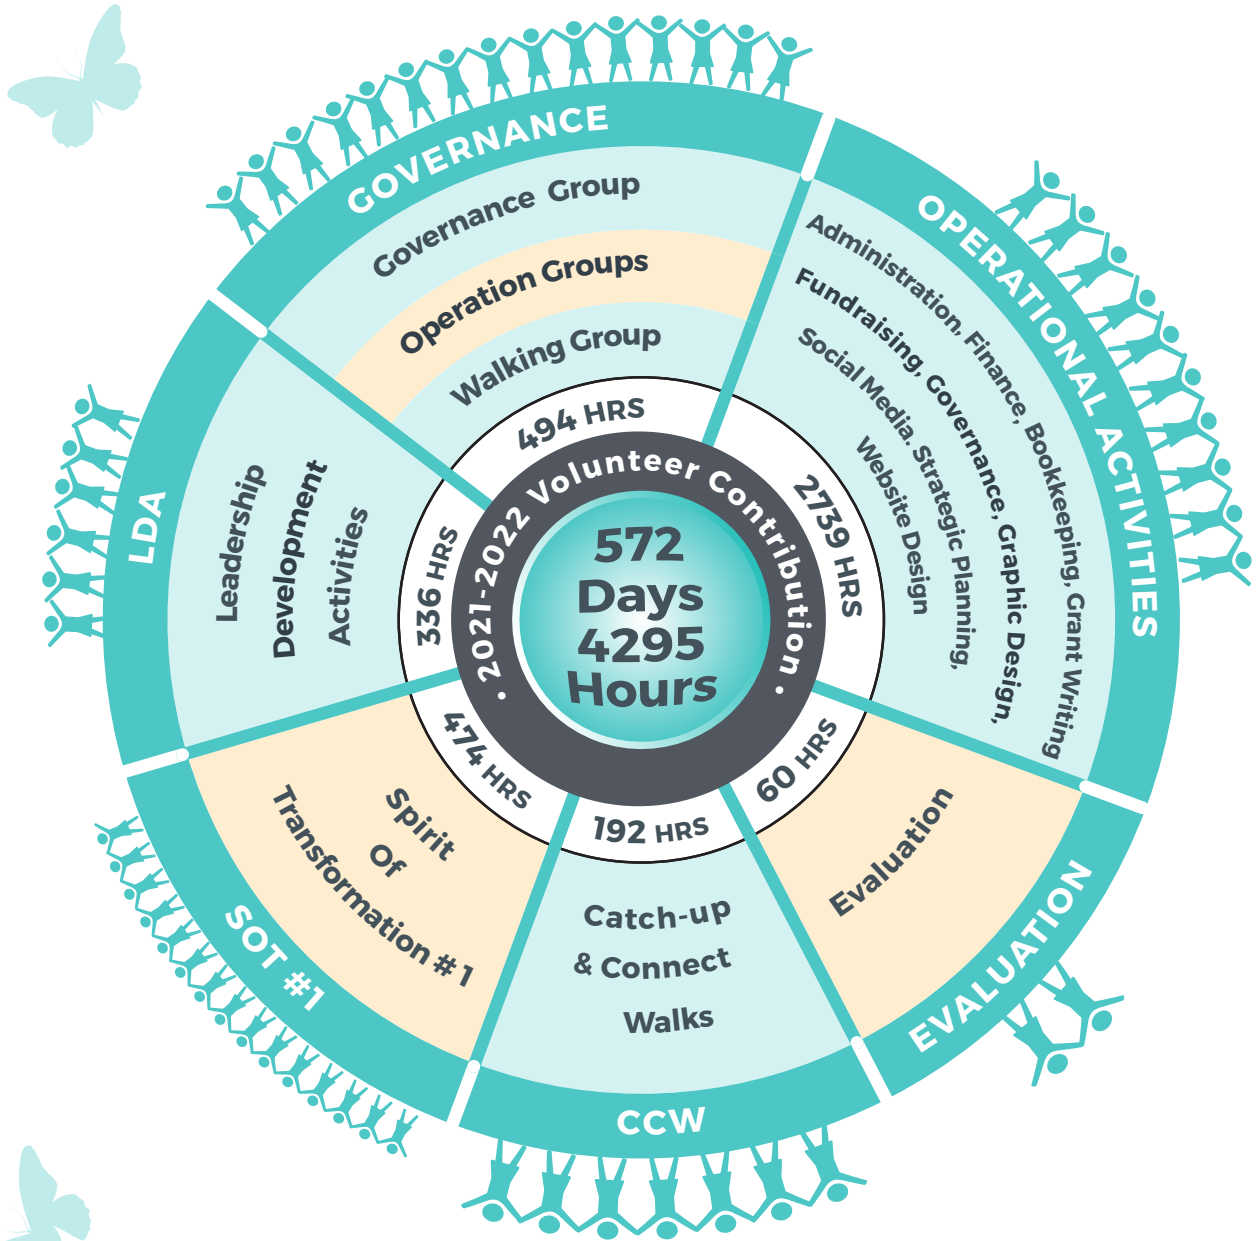 GOVERNANCE
Governance Group
Operation Groups
Walking Group
494 HRS
OPERATIONAL ACTIVITIES
Administration, Finance, Bookkeeping, Grant Writing
Fundraising, Governance, Graphic Design,
Social Media. Strategic Planning,
Website Design
2739 HRS
EVALUATION
Evaluation
60 HRS
CCW
Catch-up
& Connect
Walks
192 HRS
SOT #1
Spirit
Of
Transformation #1
474 HRS
LDA
Leadership
Development
Activities
336 HRS
• 2021-2022 Volunteer Contribution •
572
Days
4295
Hours